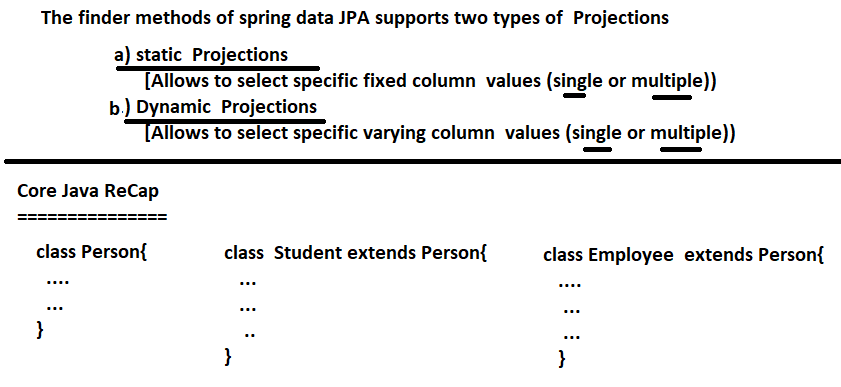 The finder methods of spring data JPA supports two types of Projections
a) static Projections
[Allows to select specific fixed column values (single or multiple))
b.) Dynamic Projections
[Allows to select specific varying column values (single or multiple))
Core Java ReCap
===============
class Person{
....
...
}
class Student extends Person{
...
...
..
}
class Employee extends Person{
....
...
...
}